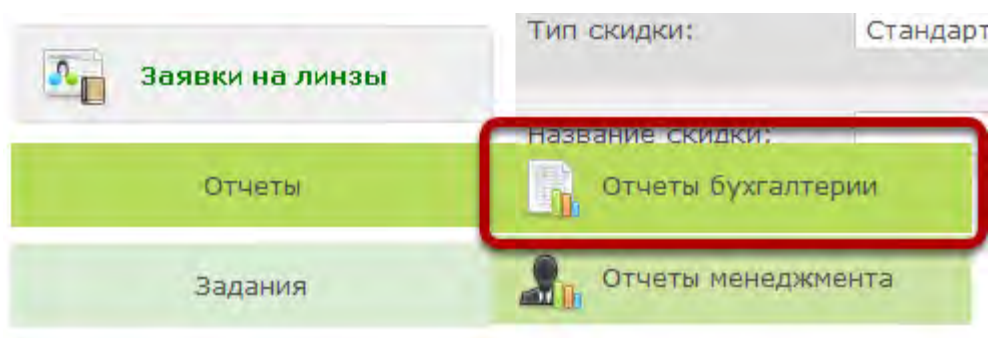 Тип скидки: Стандарт
Заявки на линзы
Название скидки:
Отчеты
Отчеты бухгалтерии
Задания
Отчеты менеджмента